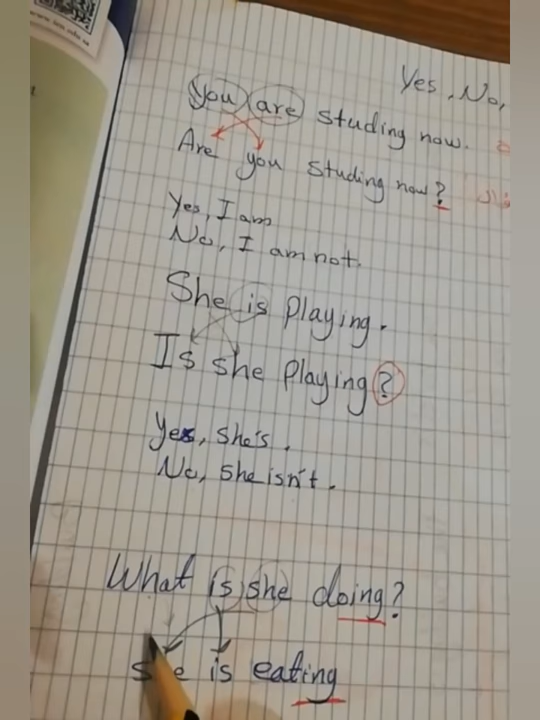 Yes, No,
You are studing now.
Are you studing now?
Yes, I am
No, I am not.
She is Playing.
Is she Playing?
Yes, she's.
No, she isn't.
What is she doing?
she is eating